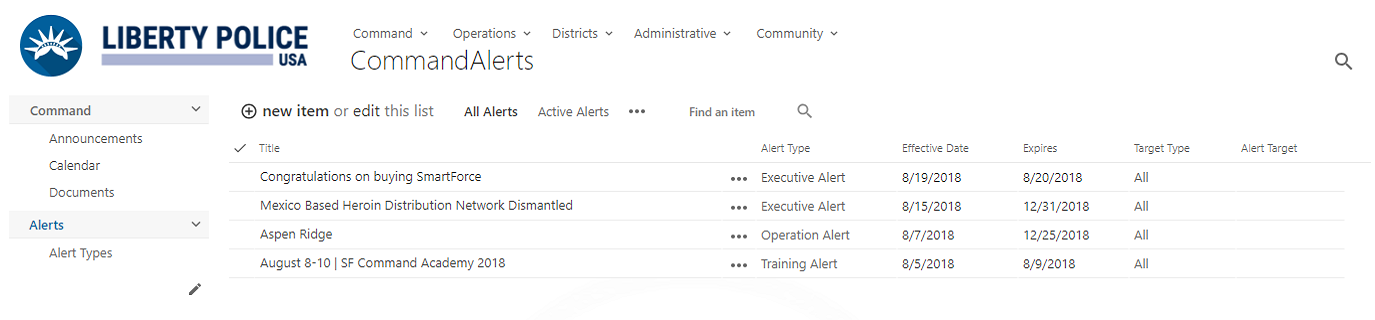 LIBERTY POLICE
USA
Command Operations Districts Administrative Community
CommandAlerts
Command
Announcements
Calendar
Documents
Alerts
Alert Types
new item or edit this list All Alerts Active Alerts ••• Find an item
Title Alert Type Effective Date Expires Target Type Alert Target
Congratulations on buying SmartForce ••• Executive Alert 8/19/2018 8/20/2018 All
Mexico Based Heroin Distribution Network Dismantled ••• Executive Alert 8/15/2018 12/31/2018 All
Aspen Ridge ••• Operation Alert 8/7/2018 12/25/2018 All
August 8-10 | SF Command Academy 2018 ••• Training Alert 8/5/2018 8/9/2018 All